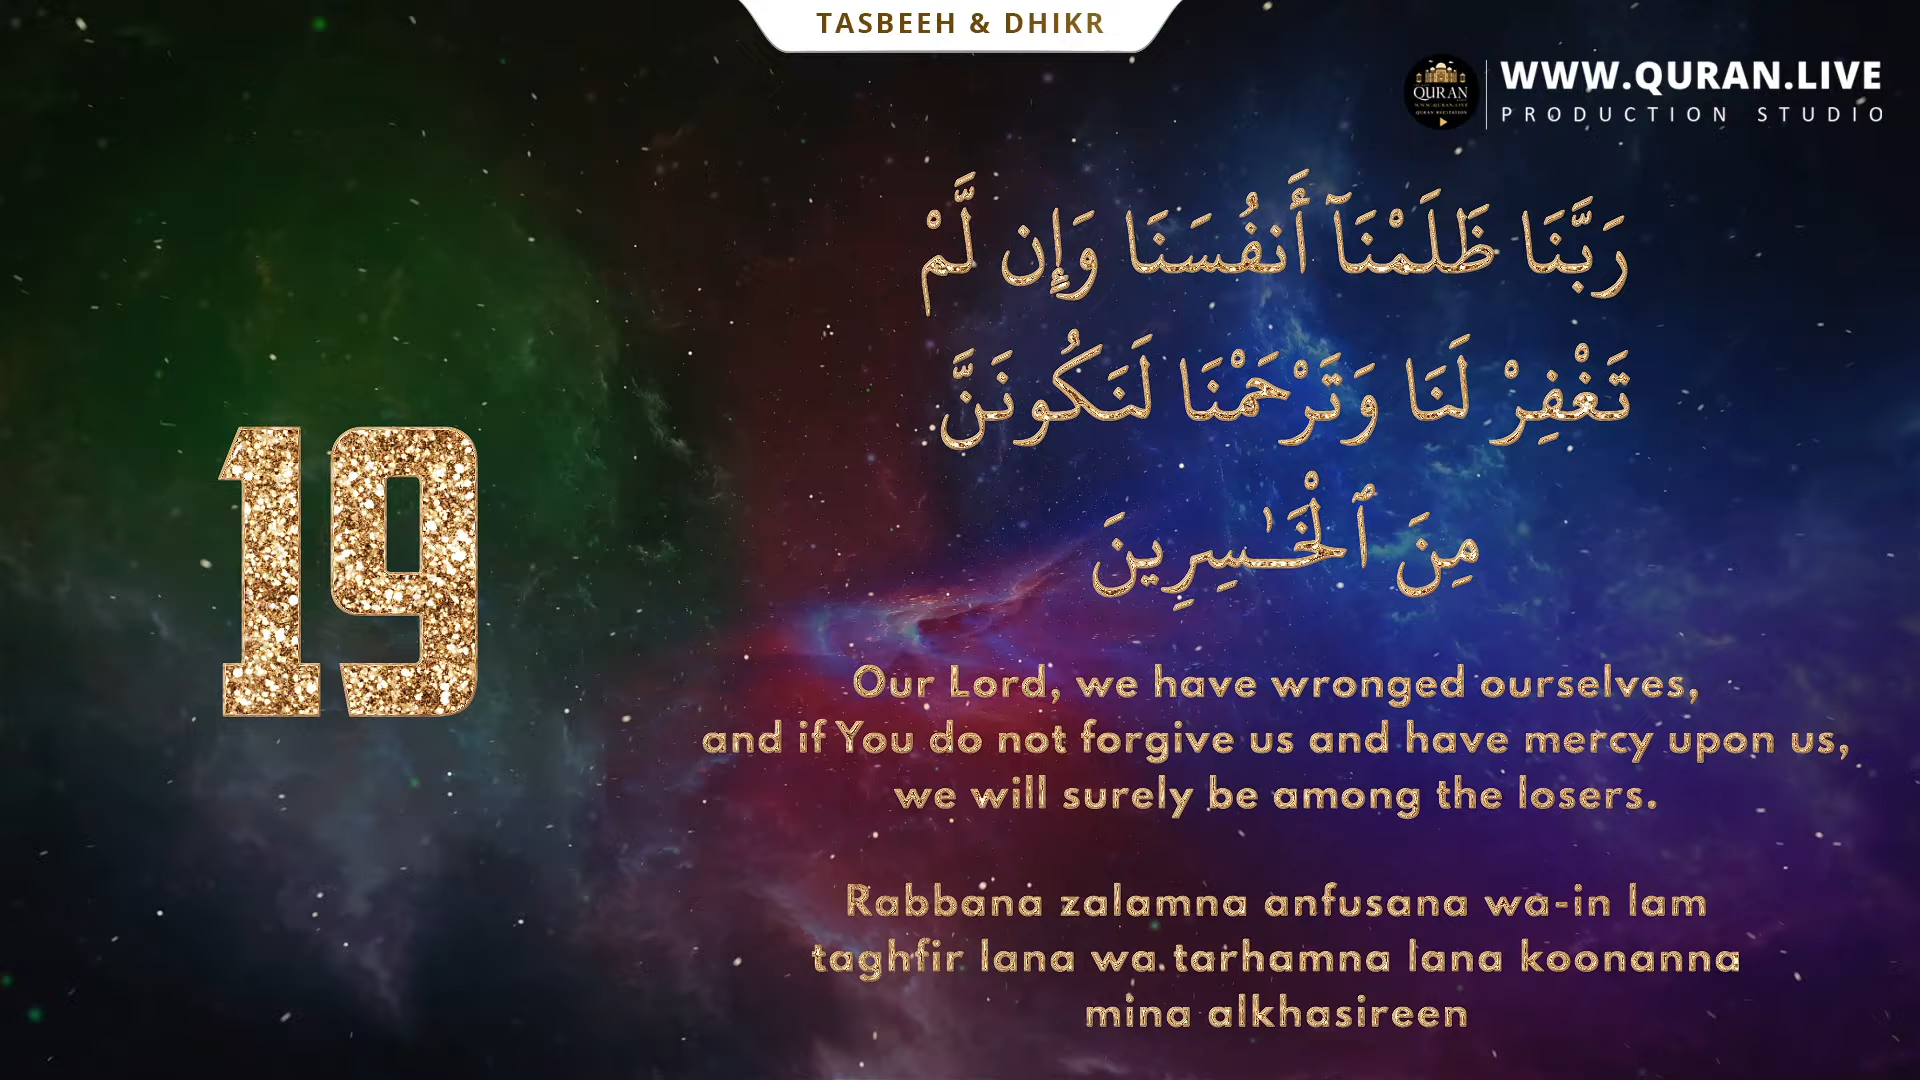 TASBEEH & DHIKR
QURAN
WWW.QURAN.LIVE
PRODUCTION STUDIO
رَبَّنَا ظَلَمْنَآ أَنفُسَنَا وَإِن لَّمْ
تَغْفِرْ لَنَا وَتَرْحَمْنَا لَنَكُونَنَّ
مِنَ ٱلْخَـٰسِرِينَ
19
Our Lord, we have wronged ourselves,
and if You do not forgive us and have mercy upon us,
we will surely be among the losers.
Rabbana zalamna anfusana wa-in lam
taghfir lana wa tarhamna lana koonanna
mina alkhasireen